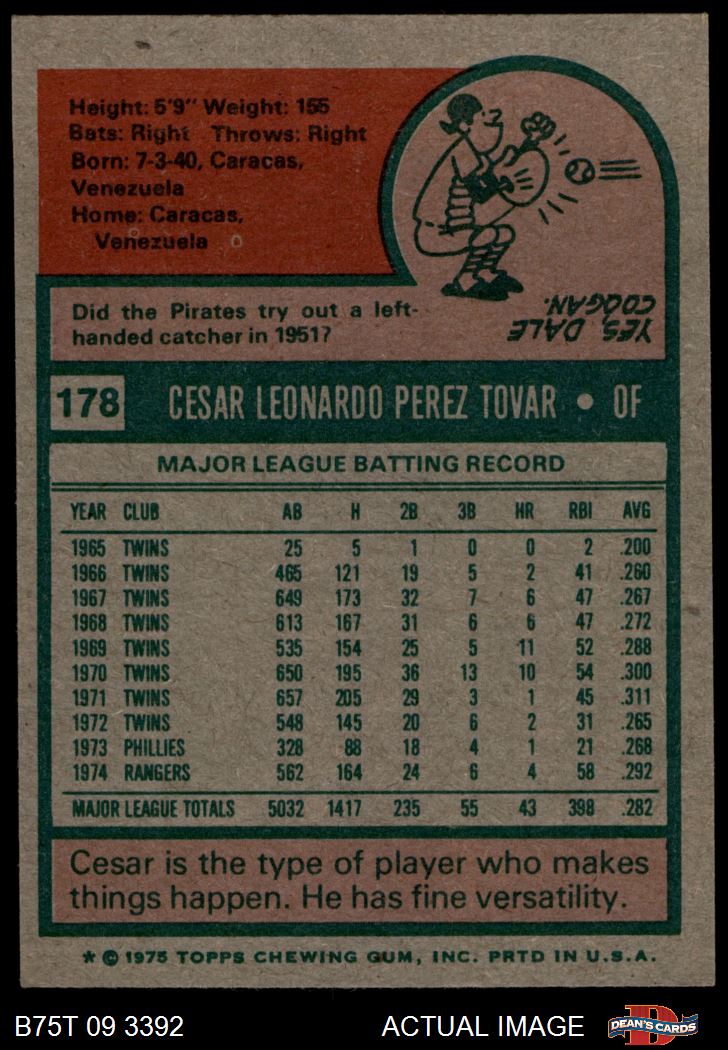 Height: 5'9" Weight: 155
Bats: Right Throws: Right
Born: 7-3-40, Caracas,
Venezuela
Home: Caracas,
Venezuela
YES, DALE
COOGAN.
Did the Pirates try out a left-
handed catcher in 1951?
178 CESAR LEONARDO PEREZ TOVAR • OF
MAJOR LEAGUE BATTING RECORD
YEAR CLUB AB H 2B 3B HR RBI AVG
1965 TWINS 25 5 1 0 0 2 .200
1966 TWINS 465 121 19 5 2 41 .260
1967 TWINS 649 173 32 7 6 47 .267
1968 TWINS 613 167 31 6 6 47 .272
1969 TWINS 535 154 25 5 11 52 .288
1970 TWINS 650 195 36 13 10 54 .300
1971 TWINS 657 205 29 3 1 45 .311
1972 TWINS 548 145 20 6 2 31 .265
1973 PHILLIES 328 88 18 4 1 21 .268
1974 RANGERS 562 164 24 6 4 58 .292
MAJOR LEAGUE TOTALS 5032 1417 235 55 43 398 .282
Cesar is the type of player who makes
things happen. He has fine versatility.
* © 1975 TOPPS CHEWING GUM, INC. PRTD IN U.S.A.
B75T 09 3392 ACTUAL IMAGE D DEAN'S CARDS